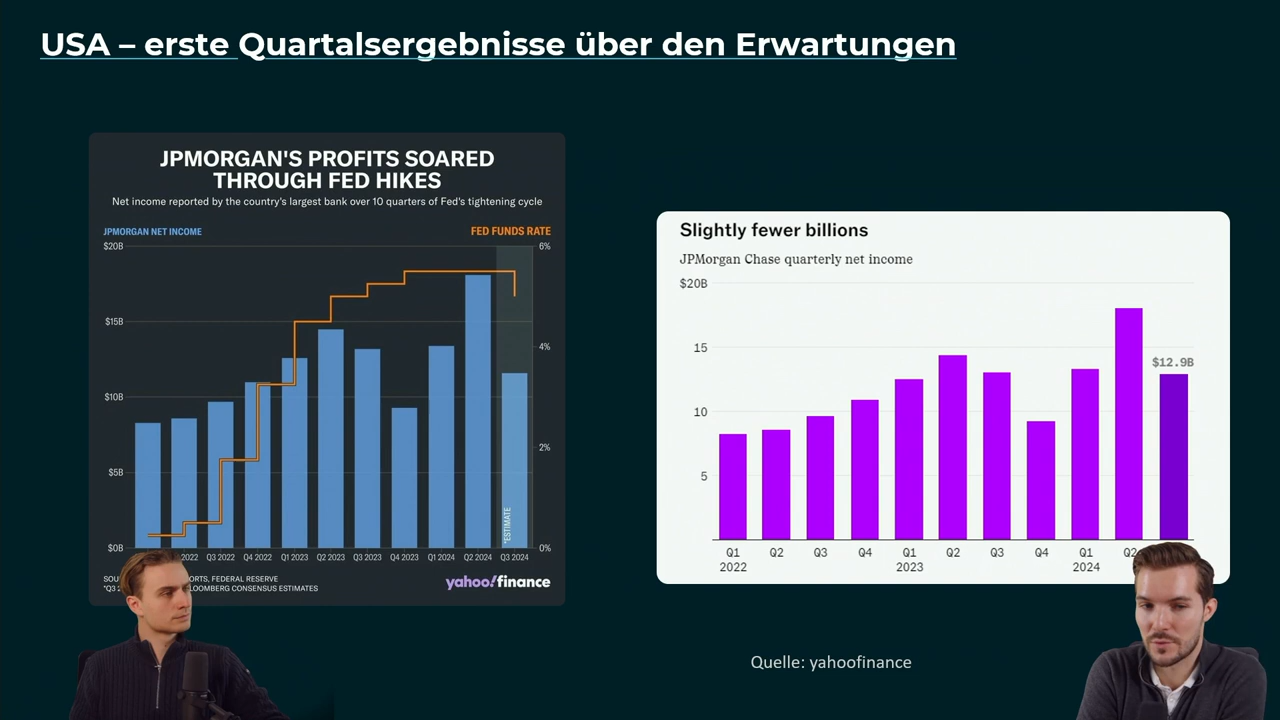 USA – erste Quartalsergebnisse über den Erwartungen
JPMORGAN'S PROFITS SOARED
THROUGH FED HIKES
Net income reported by the country's largest bank over 10 quarters of Fed's tightening cycle
JPMORGAN NET INCOME
FED FUNDS RATE
$20B
6%
$15B
4%
$10B
2%
$5B
$0B
0%
*ESTIMATE
2022 Q3 2022 Q4 2022 Q1 2023 Q2 2023 Q3 2023 Q4 2023 Q1 2024 Q2 2024 Q3 2024
FEDERAL RESERVE
CONSENSUS ESTIMATES
yahoo!finance
Slightly fewer billions
JPMorgan Chase quarterly net income
$20B
15
$12.9B
10
5
Q1 Q2 Q3 Q4 Q1 Q2 Q3 Q4 Q1
2022 2023 2024
Quelle: yahoofinance